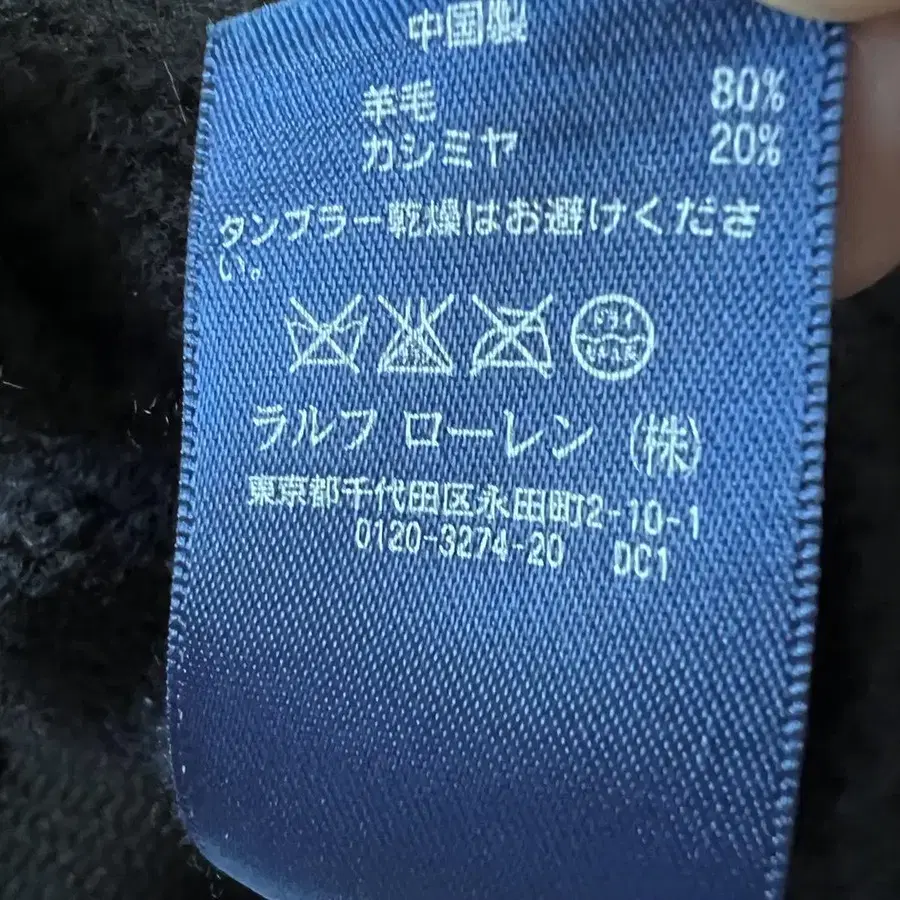 中国製
羊毛 80%
カシミヤ 20%
タンブラー乾燥はお避けくださ
い。
ラルフ ローレン (株)
東京都千代田区永田町2-10-1
0120-3274-20 DC1